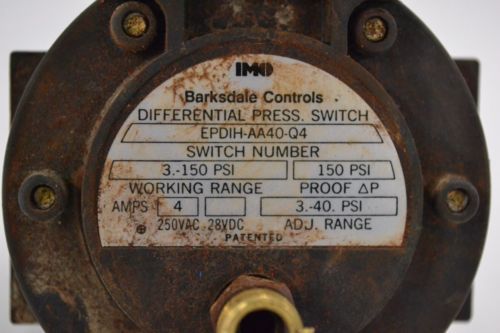 IMO
Barksdale Controls
DIFFERENTIAL PRESS. SWITCH
EPDIH-AA40-Q4
SWITCH NUMBER
3.-150 PSI 150 PSI
WORKING RANGE PROOF ΔP
AMPS 4 3.-40. PSI
250VAC 28VDC ADJ. RANGE
PATENTED